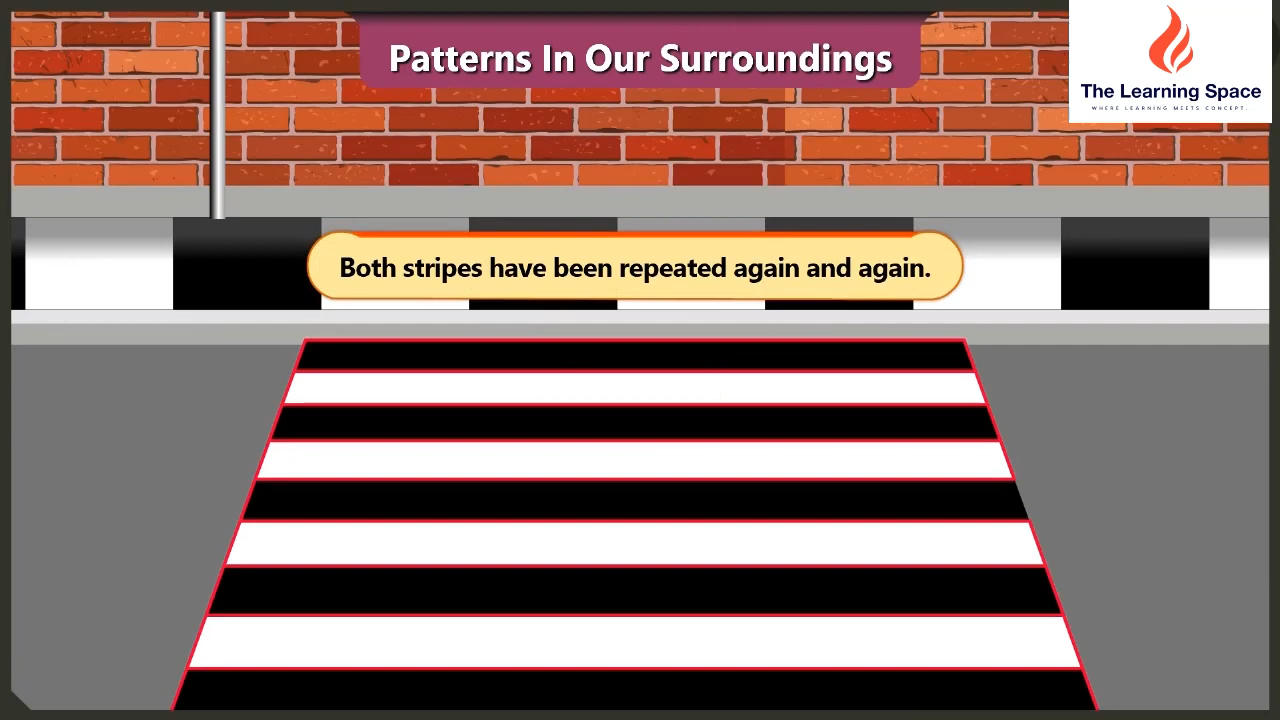 Patterns In Our Surroundings
The Learning Space
WHERE LEARNING MEETS CONCEPT.
Both stripes have been repeated again and again.